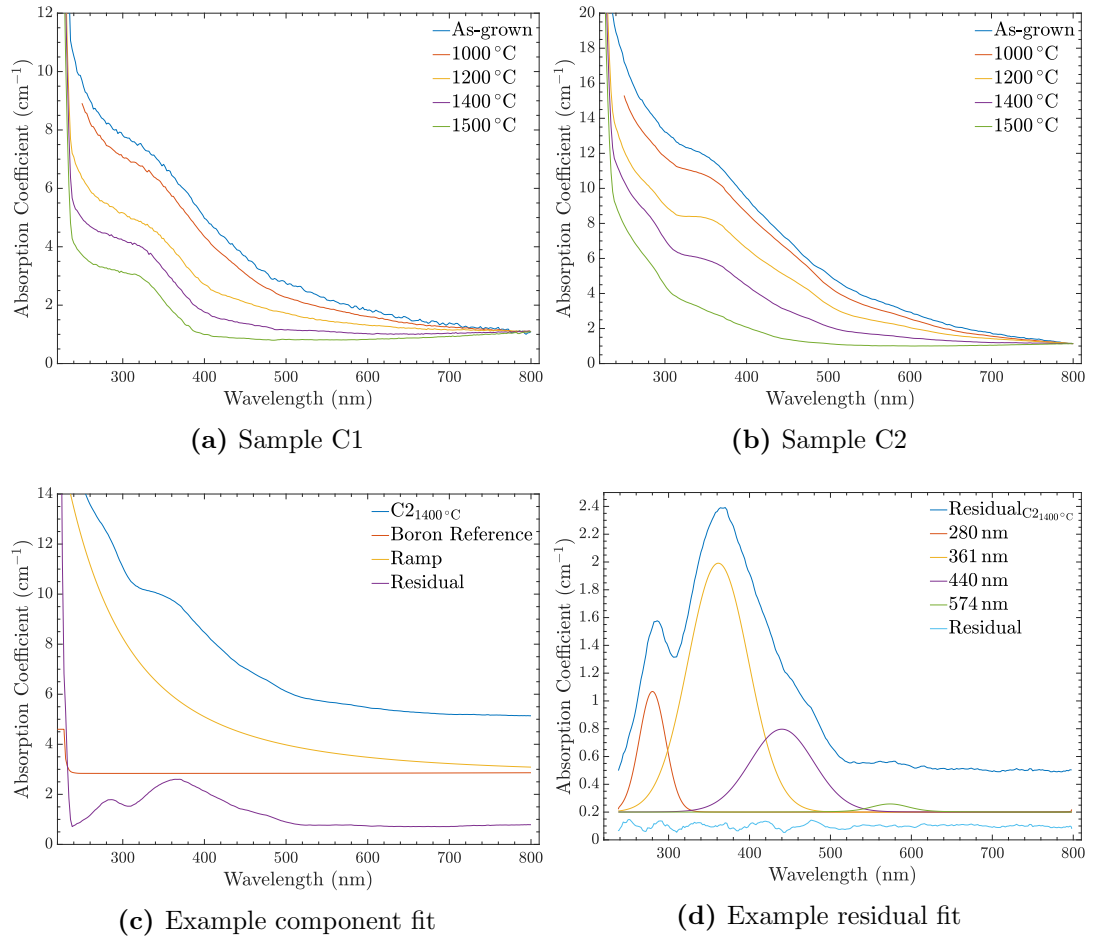 12
10
8
6
4
2
0
Absorption Coefficient (cm⁻¹)
300 400 500 600 700 800
Wavelength (nm)
As-grown
1000 °C
1200 °C
1400 °C
1500 °C
(a) Sample C1
20
18
16
14
12
10
8
6
4
2
0
Absorption Coefficient (cm⁻¹)
300 400 500 600 700 800
Wavelength (nm)
As-grown
1000 °C
1200 °C
1400 °C
1500 °C
(b) Sample C2
14
12
10
8
6
4
2
0
Absorption Coefficient (cm⁻¹)
300 400 500 600 700 800
Wavelength (nm)
C2₁₄₀₀ °C
Boron Reference
Ramp
Residual
(c) Example component fit
2.4
2.2
2
1.8
1.6
1.4
1.2
1
0.8
0.6
0.4
0.2
0.2
0
Absorption Coefficient (cm⁻¹)
300 400 500 600 700 800
Wavelength (nm)
Residual C2₁₄₀₀ °C
280 nm
361 nm
440 nm
574 nm
Residual
(d) Example residual fit